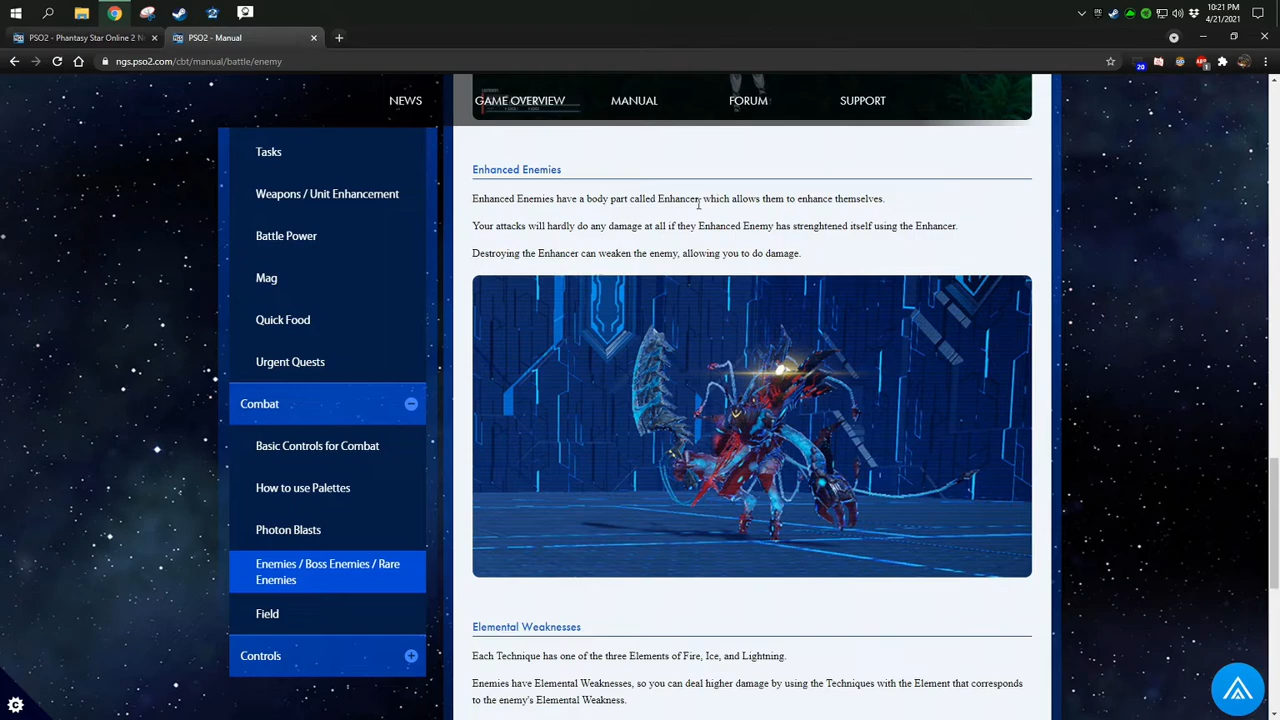 10:21 PM
4/21/2021
PSO2 - Phantasy Star Online 2 N
PSO2 - Manual
ngs.pso2.com/cbt/manual/battle/enemy
20
1
NEWS
GAME OVERVIEW
MANUAL
FORUM
SUPPORT
Tasks
Weapons / Unit Enhancement
Battle Power
Mag
Quick Food
Urgent Quests
Combat
Basic Controls for Combat
How to use Palettes
Photon Blasts
Enemies / Boss Enemies / Rare
Enemies
Field
Controls
Enhanced Enemies
Enhanced Enemies have a body part called Enhancer, which allows them to enhance themselves.
Your attacks will hardly do any damage at all if they Enhanced Enemy has strenghtened itself using the Enhancer.
Destroying the Enhancer can weaken the enemy, allowing you to do damage.
Elemental Weaknesses
Each Technique has one of the three Elements of Fire, Ice, and Lightning.
Enemies have Elemental Weaknesses, so you can deal higher damage by using the Techniques with the Element that corresponds
to the enemy's Elemental Weakness.